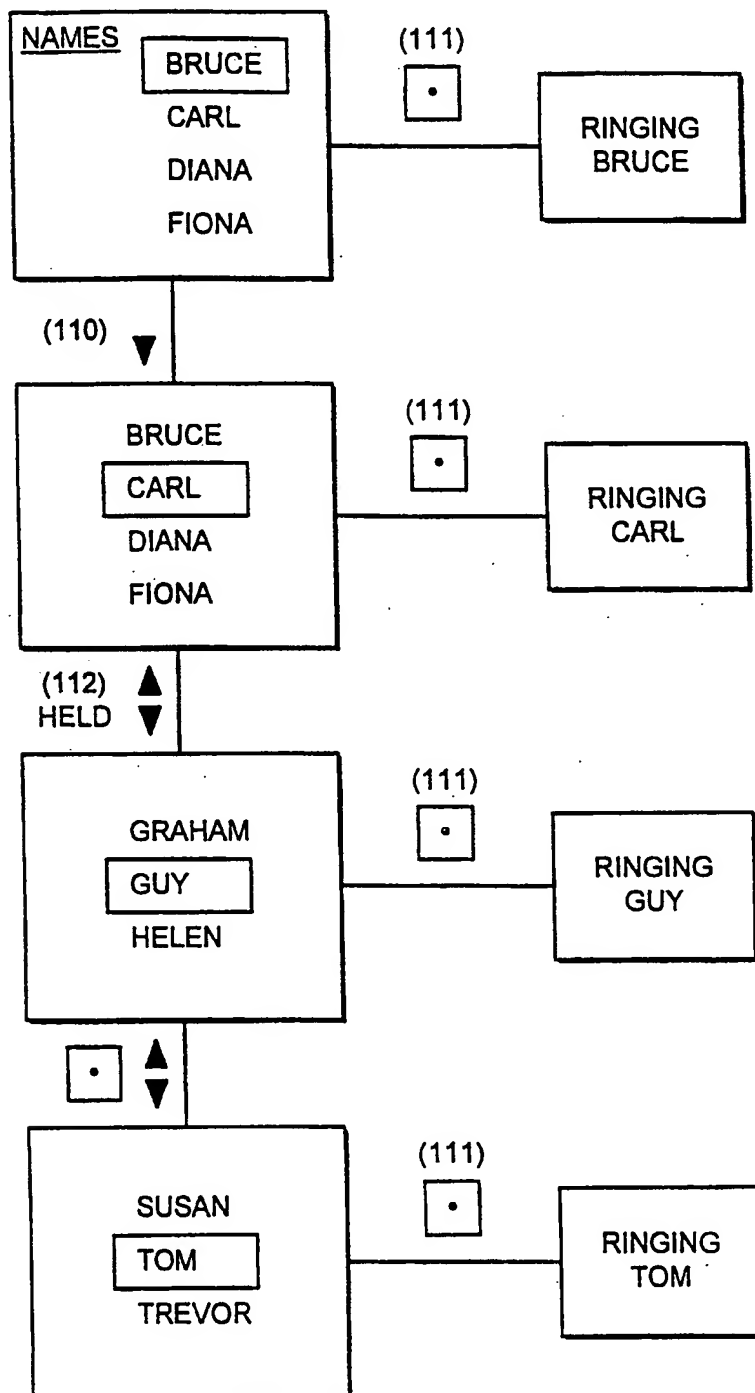 NAMES
BRUCE
CARL
DIANA
FIONA
(111)
RINGING
BRUCE
(110)
BRUCE
CARL
DIANA
FIONA
(111)
RINGING
CARL
(112)
HELD
GRAHAM
GUY
HELEN
(111)
RINGING
GUY
SUSAN
TOM
TREVOR
(111)
RINGING
TOM